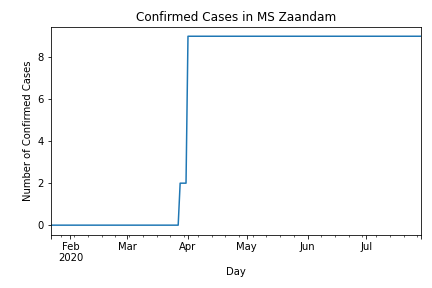 Confirmed Cases in MS Zaandam
Number of Confirmed Cases
8
6
4
2
0
Feb Mar Apr May Jun Jul
2020
Day